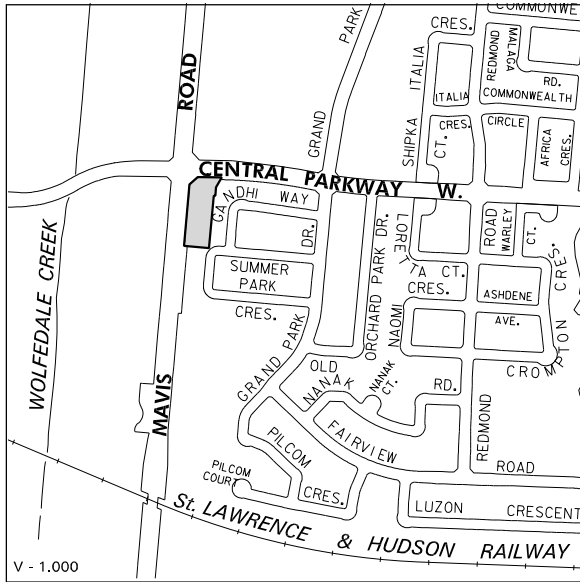 COMMONWE
CRES.
PARK
MALAGA
REDMOND
RD.
ITALIA
ROAD
ITALIA
COMMONWEALTH
GRAND
SHIPKA
CT.
CRES.
CIRCLE
AFRICA
CRES.
CENTRAL PARKWAY W.
GANDHI WAY
DR.
ORCHARD PARK DR.
LORETTA CT.
ROAD
WARLEY
CT.
CRES.
SUMMER
PARK
CRES.
CRES.
NAOMI
ASHDENE
AVE.
CROMPTON
WOLFEDALE CREEK
GRAND PARK
OLD
NANAK
NANAK
CT.
RD.
MAVIS
FAIRVIEW
REDMOND
ROAD
PILCOM
PILCOM
COURT
CRES.
LUZON CRESCENT
St. LAWRENCE & HUDSON RAILWAY
V - 1.000